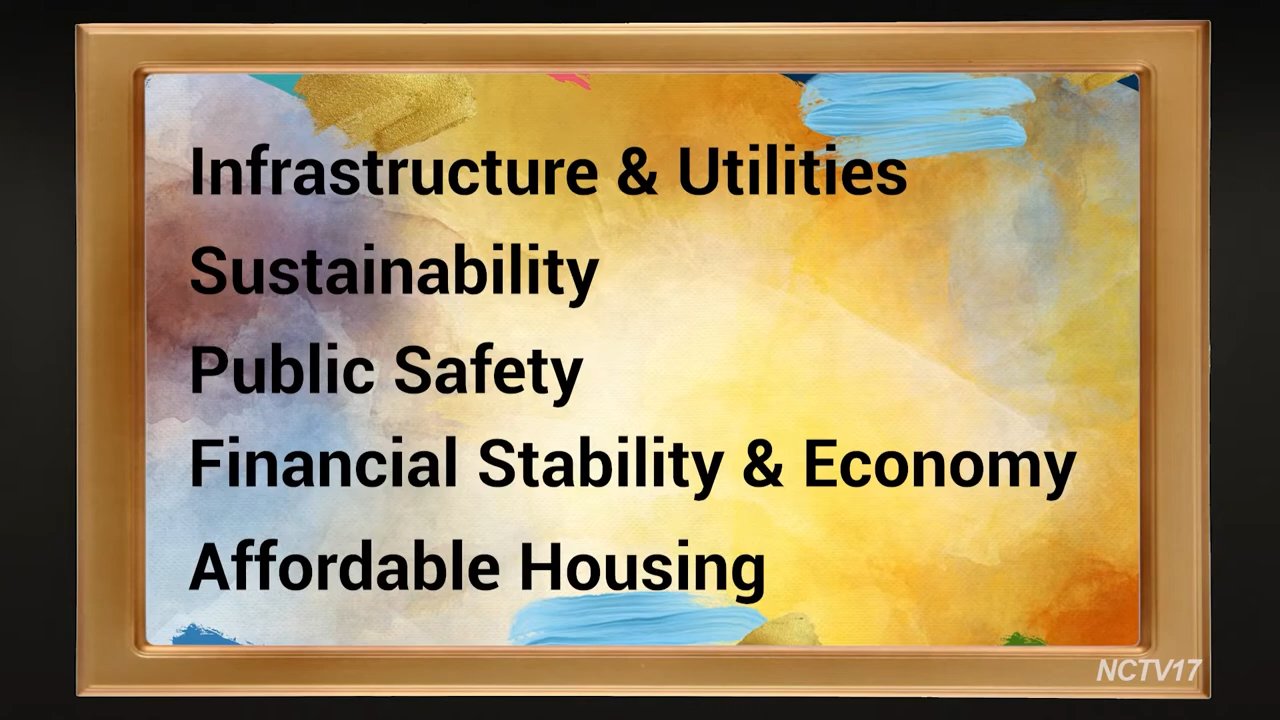 Infrastructure & Utilities
Sustainability
Public Safety
Financial Stability & Economy
Affordable Housing
NCTV17